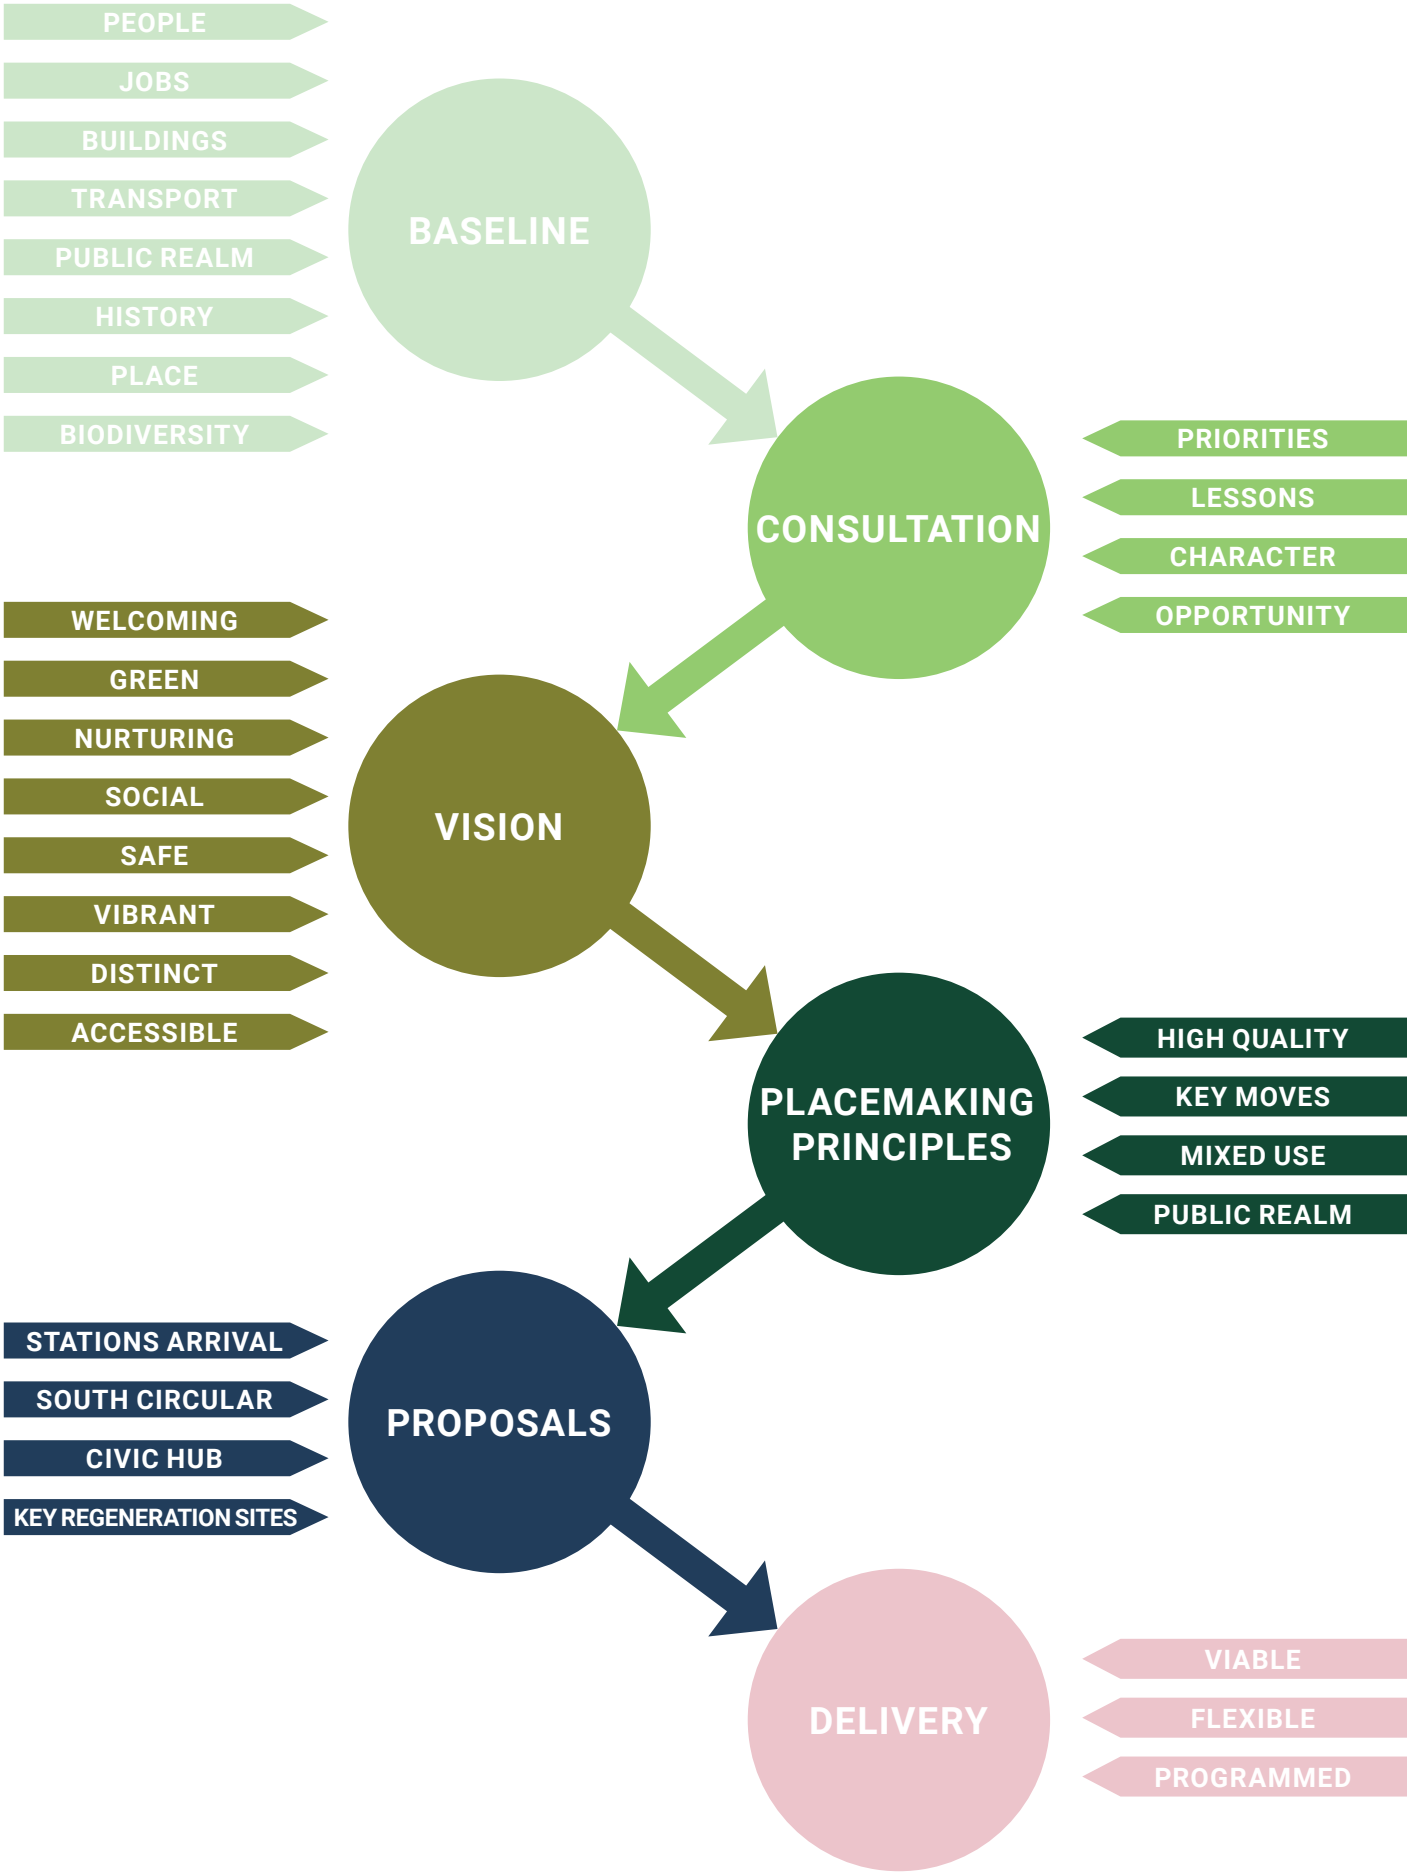 PEOPLE
JOBS
BUILDINGS
TRANSPORT
PUBLIC REALM
HISTORY
PLACE
BIODIVERSITY
BASELINE
CONSULTATION
PRIORITIES
LESSONS
CHARACTER
OPPORTUNITY
WELCOMING
GREEN
NURTURING
SOCIAL
SAFE
VIBRANT
DISTINCT
ACCESSIBLE
VISION
PLACEMAKING
PRINCIPLES
HIGH QUALITY
KEY MOVES
MIXED USE
PUBLIC REALM
STATIONS ARRIVAL
SOUTH CIRCULAR
CIVIC HUB
KEY REGENERATION SITES
PROPOSALS
DELIVERY
VIABLE
FLEXIBLE
PROGRAMMED